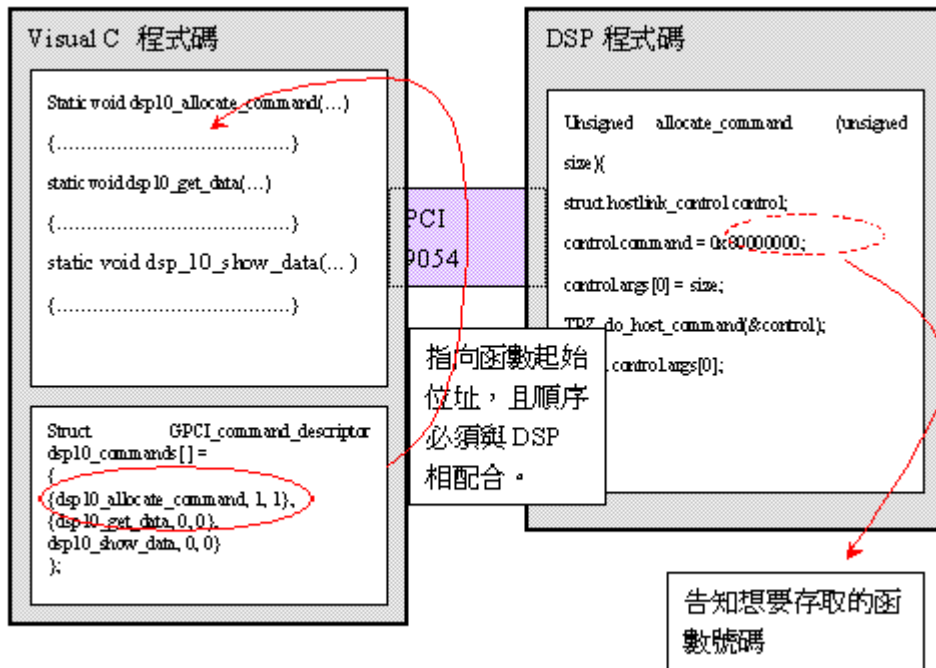 Visual C 程式碼
Static void dsp10_allocate_command(…)
{………………………………}
static void dsp10_get_data(…)
{………………………………}
static void dsp_10_show_data(… )
{………………………………}
Struct GPCI_command_descriptor
dsp10_commands[] =
{
{dsp10_allocate_command, 1, 1},
{dsp10_get_data, 0, 0},
dsp10_show_data, 0, 0}
};
PCI
9054
指向函數起始
位址，且順序
必須與 DSP
相配合。
DSP 程式碼
Unsigned allocate_command (unsigned
size){
struct hostlink_control control;
control.command = 0x80000000;
control.args[0] = size;
do_host_command(&control);
control.args[0];
告知想要存取的函
數號碼